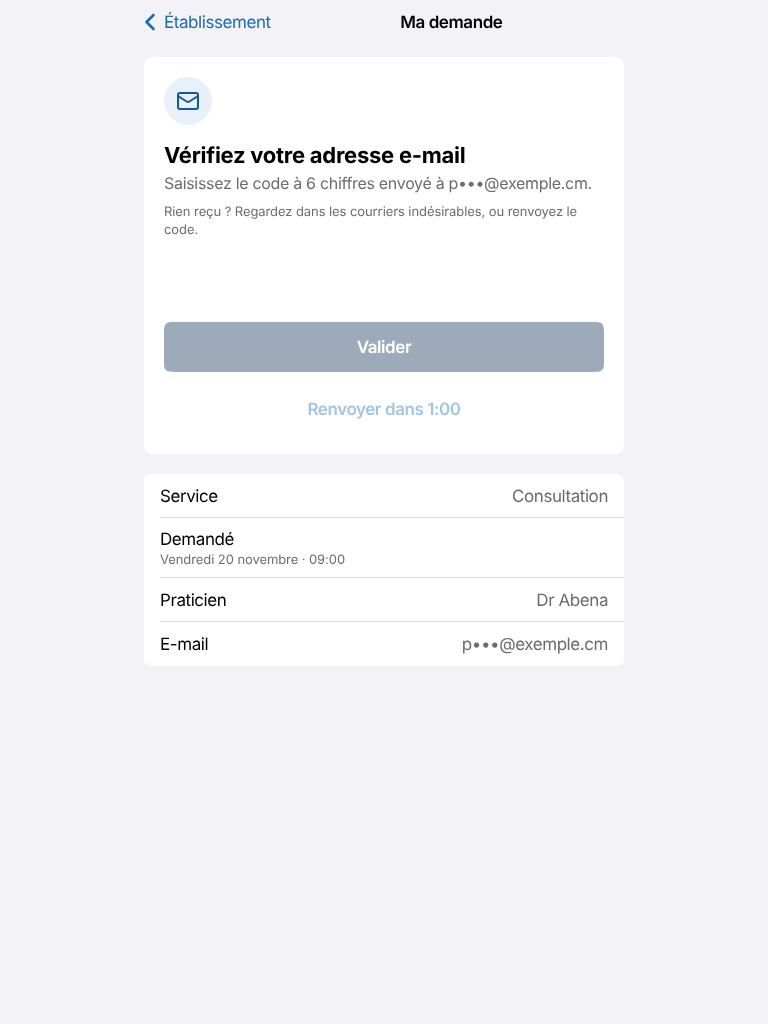 Établissement
Ma demande
Vérifiez votre adresse e-mail
Saisissez le code à 6 chiffres envoyé à p•••@exemple.cm.
Rien reçu ? Regardez dans les courriers indésirables, ou renvoyez le
code.
Valider
Renvoyer dans 1:00
Service
Consultation
Demandé
Vendredi 20 novembre · 09:00
Praticien
Dr Abena
E-mail
p•••@exemple.cm